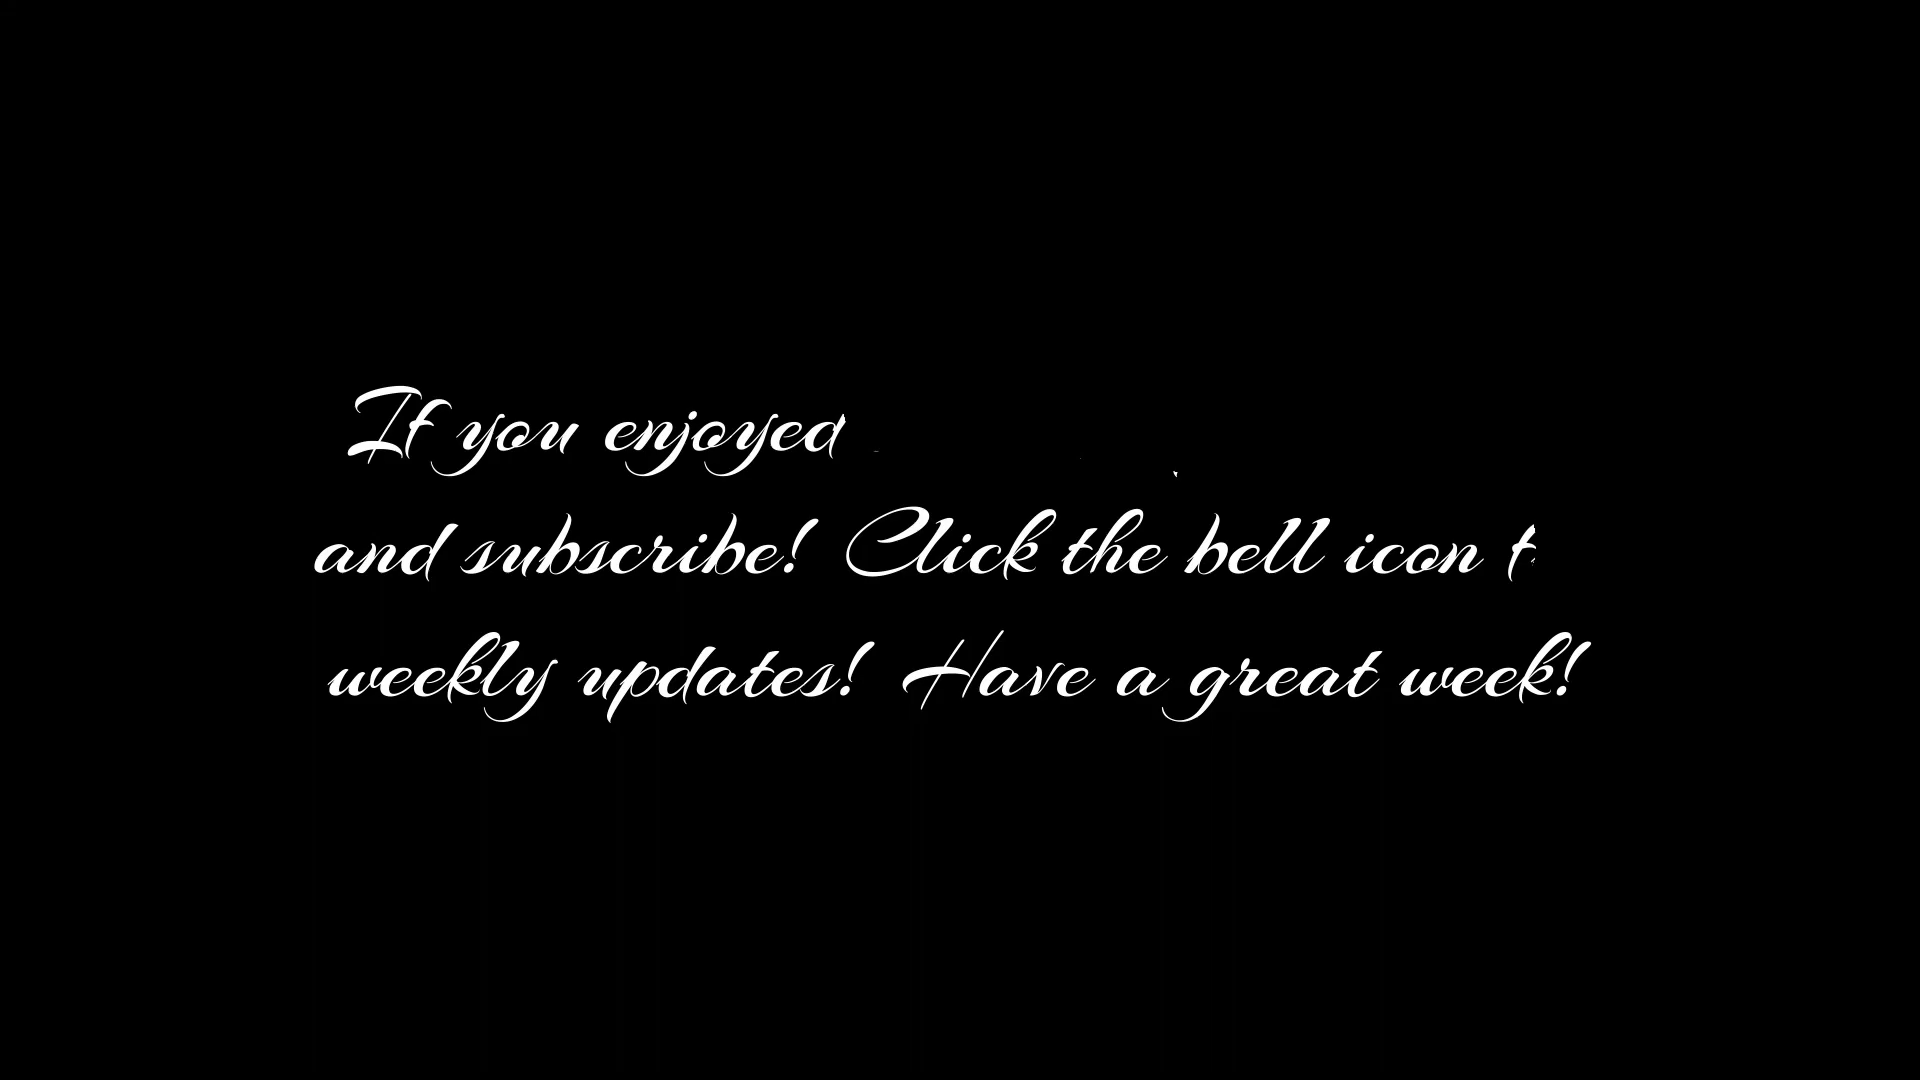 If you enjoyed
and subscribe! Click the bell icon t
weekly updates! Have a great week!